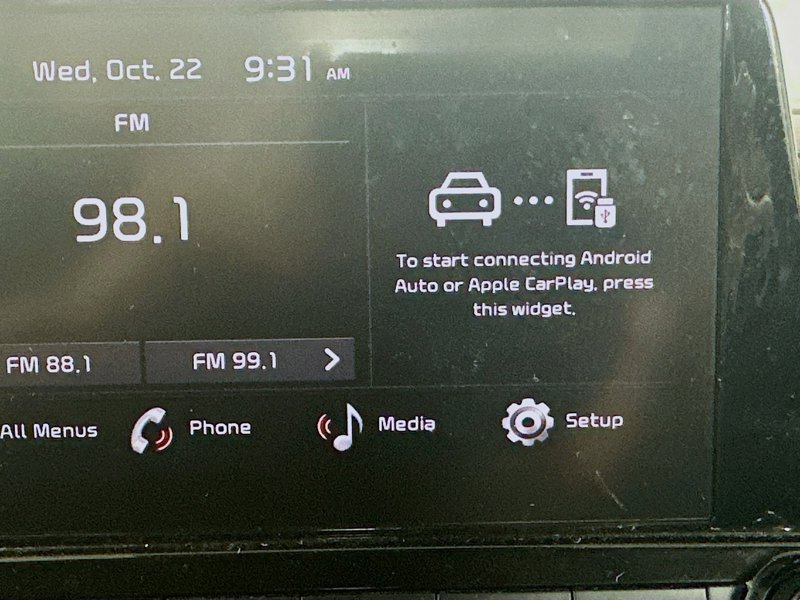 Wed, Oct. 22 9:31 AM
FM
98.1
To start connecting Android
Auto or Apple CarPlay, press
this widget.
FM 88.1 FM 99.1
All Menus Phone Media Setup